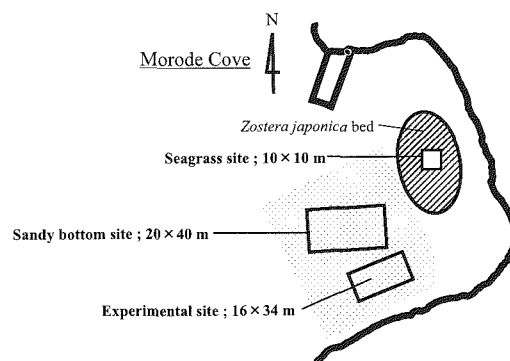 N
Morode Cove
Zostera japonica bed
Seagrass site ; 10 × 10 m
Sandy bottom site ; 20 × 40 m
Experimental site ; 16 × 34 m